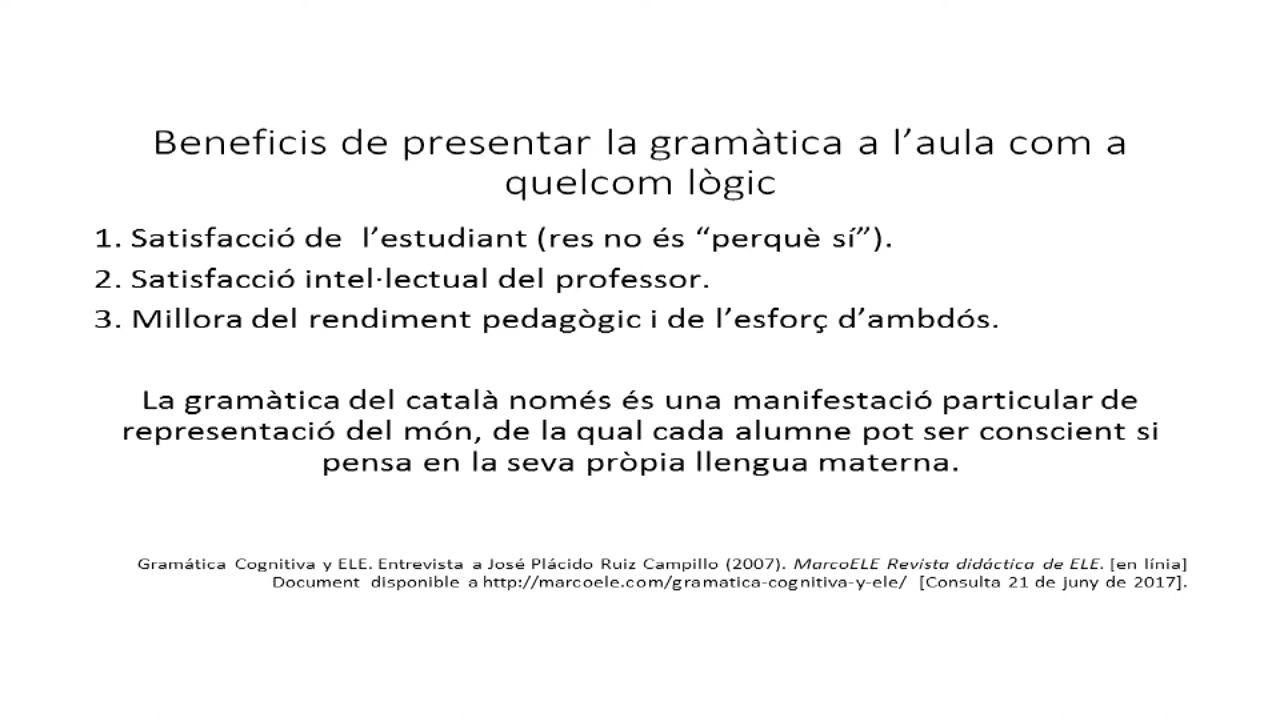 Beneficis de presentar la gramàtica a l’aula com a
quelcom lògic
1. Satisfacció de  l’estudiant (res no és “perquè sí”).
2. Satisfacció intel·lectual del professor.
3. Millora del rendiment pedagògic i de l’esforç d’ambdós.
La gramàtica del català només és una manifestació particular de
representació del món, de la qual cada alumne pot ser conscient si
pensa en la seva pròpia llengua materna.
Gramática Cognitiva y ELE. Entrevista a José Plácido Ruiz Campillo (2007). MarcoELE Revista didáctica de ELE. [en línia]
Document disponible a http://marcoele.com/gramatica-cognitiva-y-ele/ [Consulta 21 de juny de 2017].